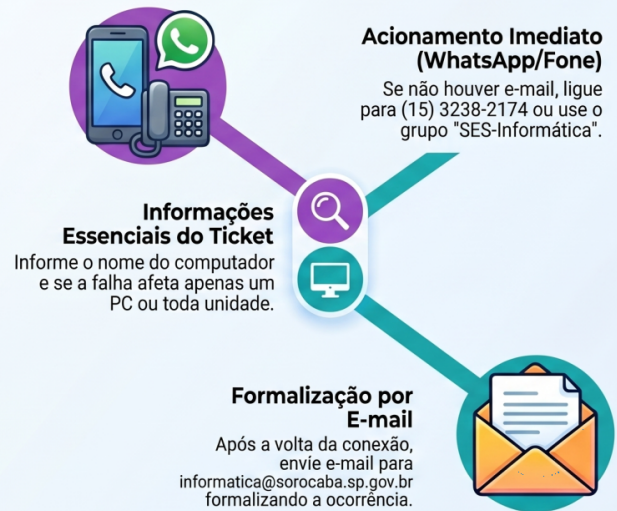 Acionamento Imediato
(WhatsApp/Fone)
Se não houver e-mail, ligue
para (15) 3238-2174 ou use o
grupo "SES-Informática".
Informações
Essenciais do Ticket
Informe o nome do computador
e se a falha afeta apenas um
PC ou toda unidade.
Formalização por
E-mail
Após a volta da conexão,
envie e-mail para
informatica@sorocaba.sp.gov.br
formalizando a ocorrência.